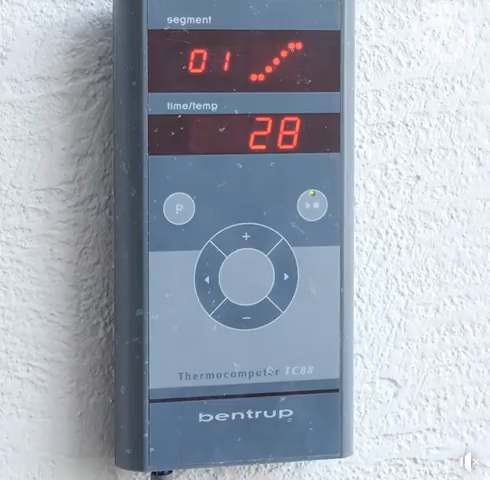 segment
01
time/temp
28
P
+
−
Thermocomputer TC88
bentrup